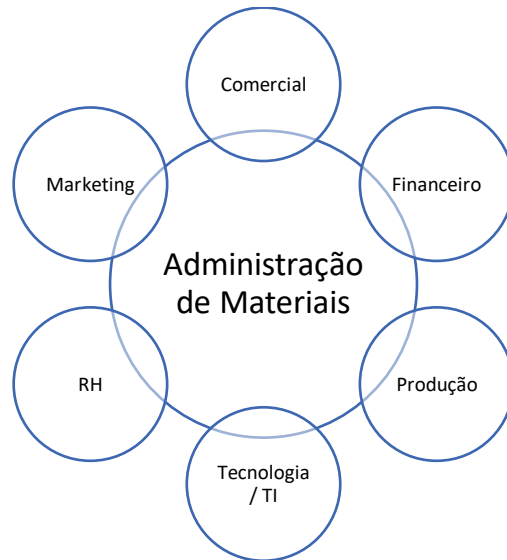 Comercial
Marketing
Financeiro
Administração
de Materiais
RH
Produção
Tecnologia
/ TI